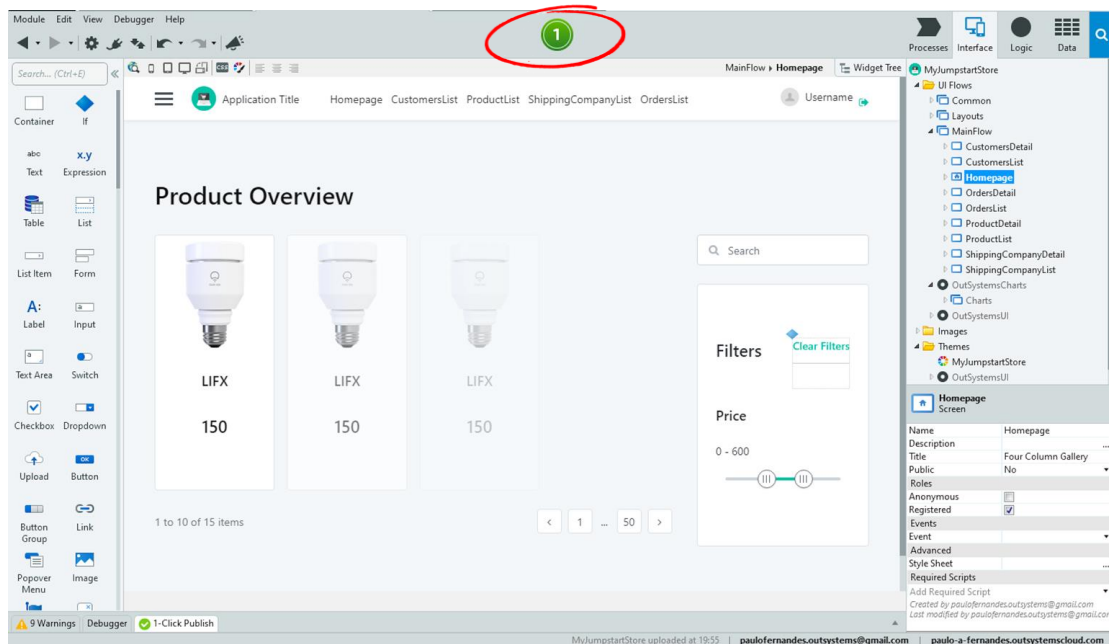 Module Edit View Debugger Help
1
Processes Interface Logic Data
Search... (Ctrl+E)
MainFlow Homepage Widget Tree
Container If
abc x.y
Text Expression
Table List
List Item Form
A: a
Label Input
a
Text Area Switch
Checkbox Dropdown
OK
Upload Button
Button Group Link
Popover Menu Image
Application Title Homepage CustomersList ProductList ShippingCompanyList OrdersList Username
Product Overview
LIFX LIFX LIFX
150 150 150
1 to 10 of 15 items
< 1 ... 50 >
Search
Filters Clear Filters
Price
0 - 600
MyJumpstartStore
UI Flows
Common
Layouts
MainFlow
CustomersDetail
CustomersList
Homepage
OrdersDetail
OrdersList
ProductDetail
ProductList
ShippingCompanyDetail
ShippingCompanyList
OutSystemsCharts
Charts
OutSystemsUI
Images
Themes
MyJumpstartStore
OutSystemsUI
Homepage
Screen
Name Homepage
Description ...
Title Four Column Gallery
Public No
Roles
Anonymous
Registered
Events
Event
Advanced
Style Sheet ...
Required Scripts
Add Required Script
Created by paulofernandes.outsystems@gmail.com
Last modified by paulofernandes.outsystems@gmail.com
9 Warnings Debugger 1-Click Publish
MyJumpstartStore uploaded at 19:55 | paulofernandes.outsystems@gmail.com | paulo-a-fernandes.outsystemscloud.com